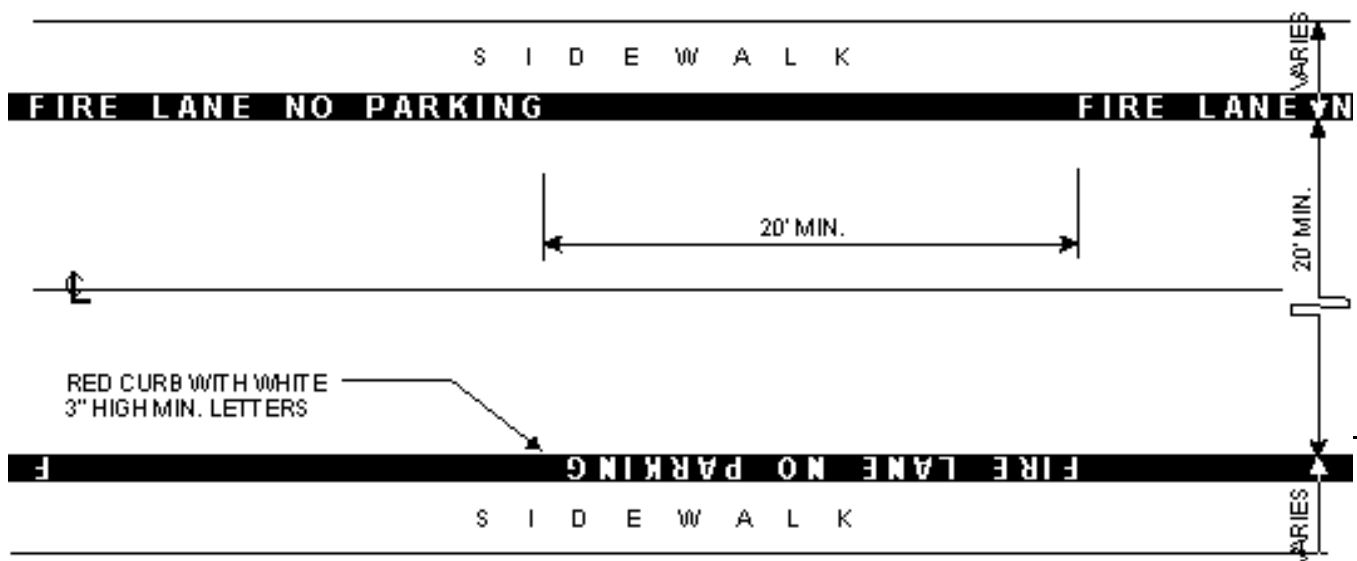 S I D E W A L K
VARIES
FIRE LANE NO PARKING
FIRE LANE N
20' MIN.
20' MIN.
℄
RED CURB WITH WHITE
3" HIGH MIN. LETTERS
F
FIRE LANE NO PARKING
S I D E W A L K
VARIES